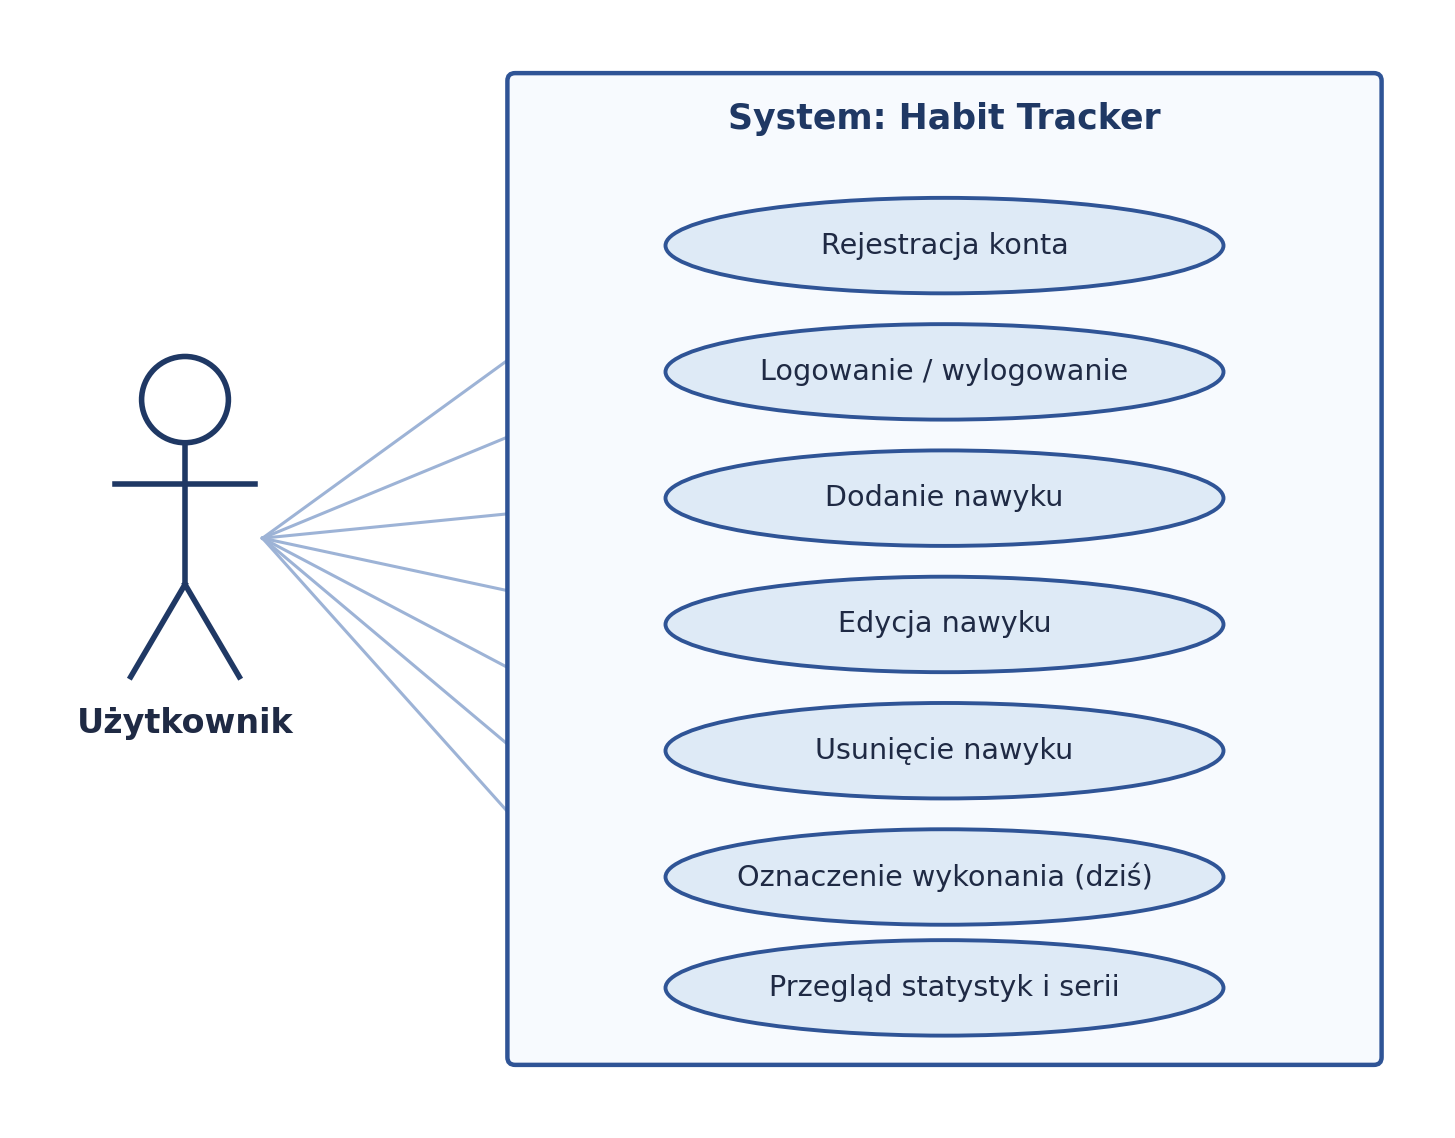 System: Habit Tracker
Rejestracja konta
Logowanie / wylogowanie
Dodanie nawyku
Edycja nawyku
Usunięcie nawyku
Oznaczenie wykonania (dziś)
Przegląd statystyk i serii
Użytkownik